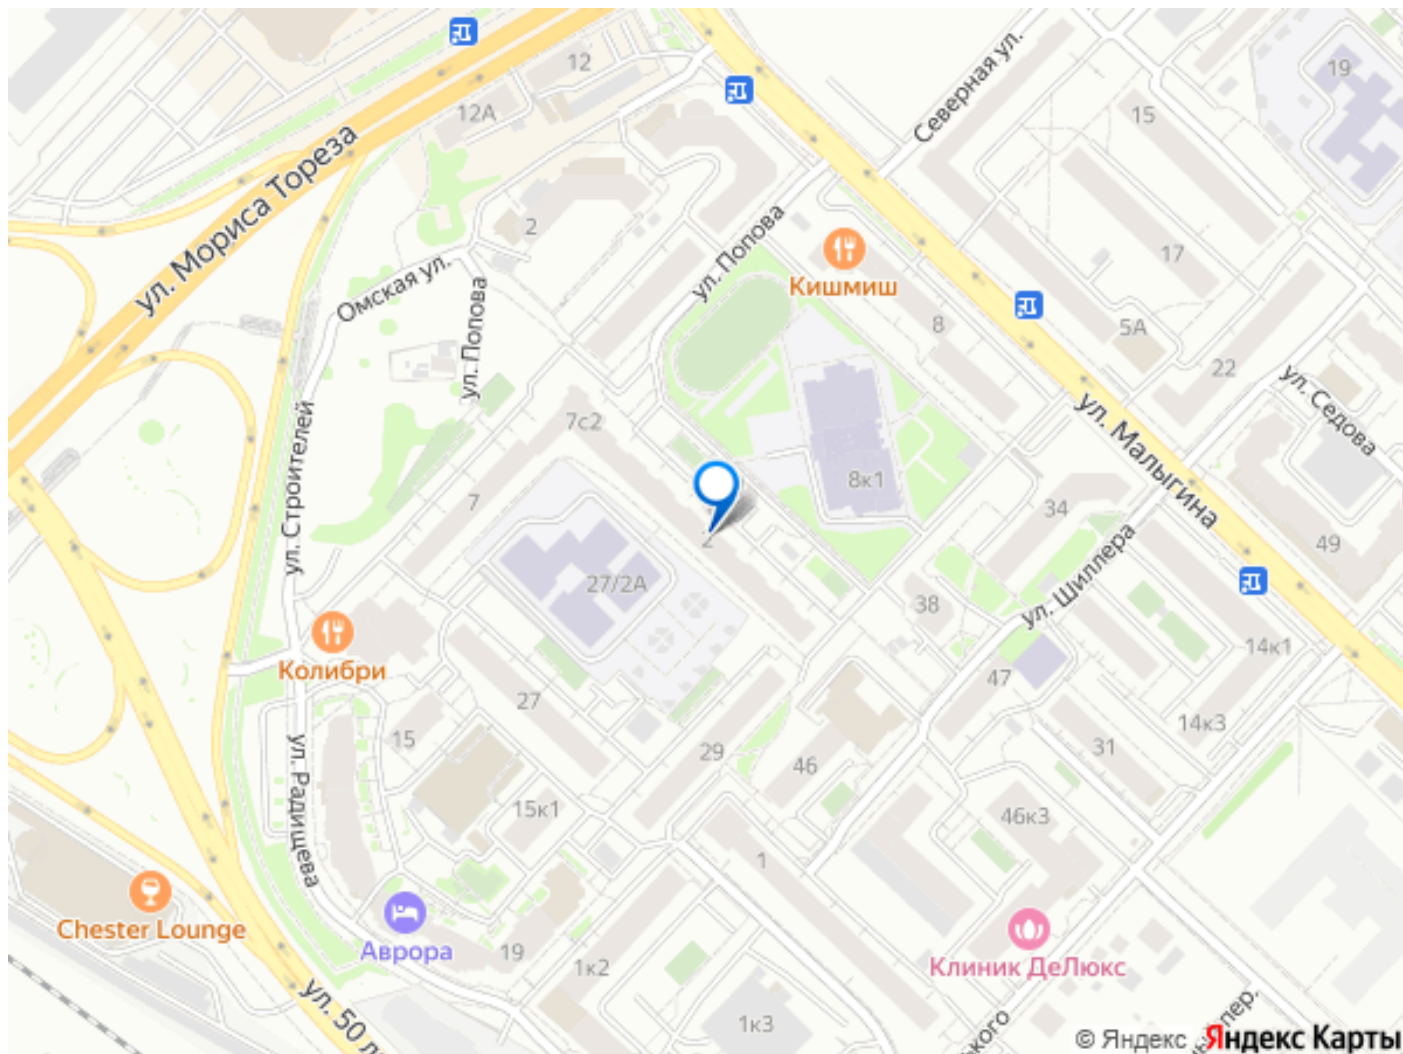 12
12А
ул. Мориса Тореза
Северная ул.
15
19
2
ул. Попова
Омская ул.
ул. Попова
Кишмиш
17
8
5А
22
ул. Седова
ул. Строителей
7с2
7
8к1
ул. Малыгина
34
49
2
27/2А
38
ул. Шиллера
Колибри
14к1
47
27
15
29
46
14к3
31
ул. Радищева
15к1
46к3
1
Chester Lounge
Аврора
19
1к2
Клиник ДеЛюкс
ул. 50 л
1к3
пер.
© Яндекс Яндекс Карты